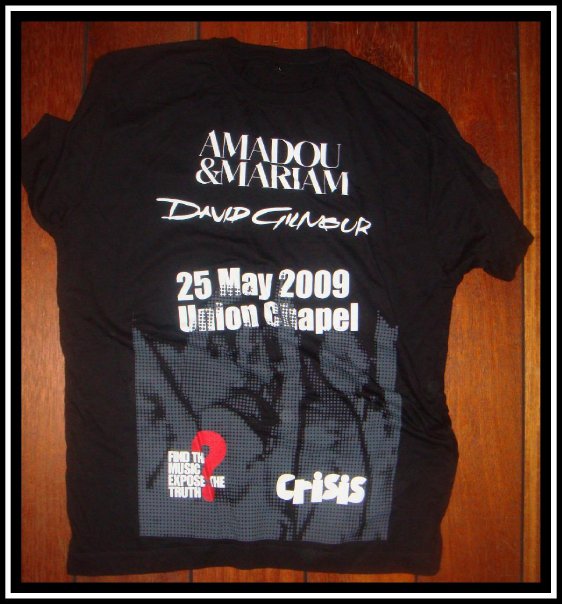 AMADOU
&MARIAM
DAVID GILMOUR
25 May 2009
Union Chapel
FIND THE
MUSIC
EXPOSE THE
TRUTH
?
Crisis